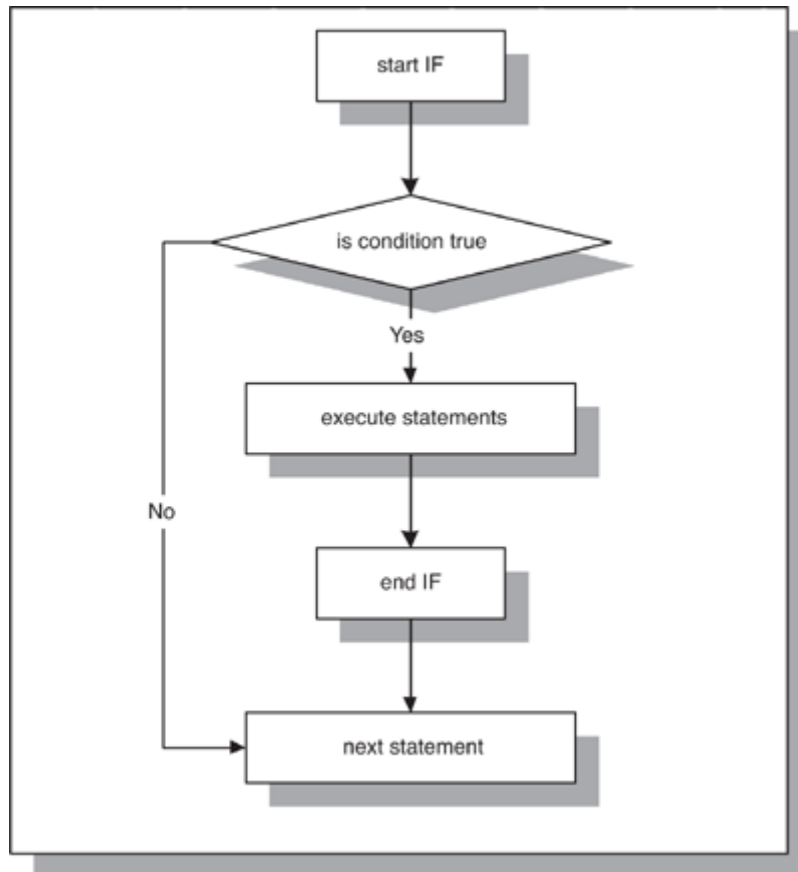 start IF
is condition true
Yes
execute statements
No
end IF
next statement